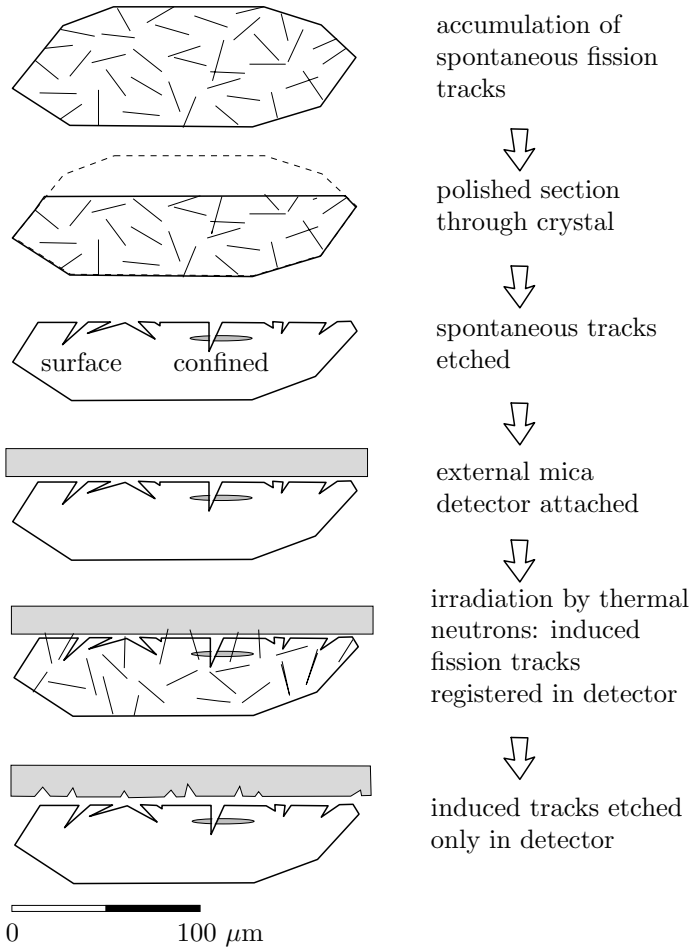 accumulation of
spontaneous fission
tracks
polished section
through crystal
spontaneous tracks
etched
surface confined
external mica
detector attached
irradiation by thermal
neutrons: induced
fission tracks
registered in detector
induced tracks etched
only in detector
0 100 μm